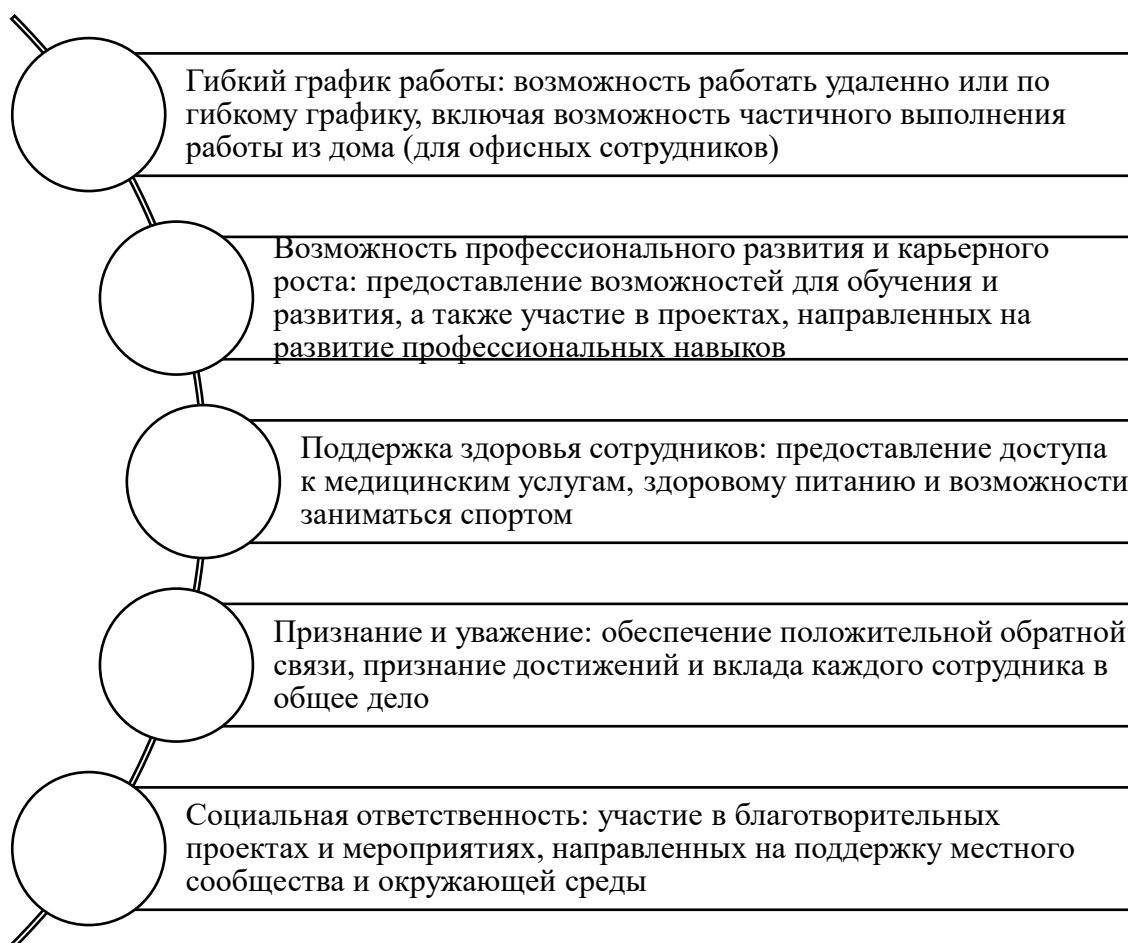 Гибкий график работы: возможность работать удаленно или по
гибкому графику, включая возможность частичного выполнения
работы из дома (для офисных сотрудников)
Возможность профессионального развития и карьерного
роста: предоставление возможностей для обучения и
развития, а также участие в проектах, направленных на
развитие профессиональных навыков
Поддержка здоровья сотрудников: предоставление доступа
к медицинским услугам, здоровому питанию и возможности
заниматься спортом
Признание и уважение: обеспечение положительной обратной
связи, признание достижений и вклада каждого сотрудника в
общее дело
Социальная ответственность: участие в благотворительных
проектах и мероприятиях, направленных на поддержку местного
сообщества и окружающей среды